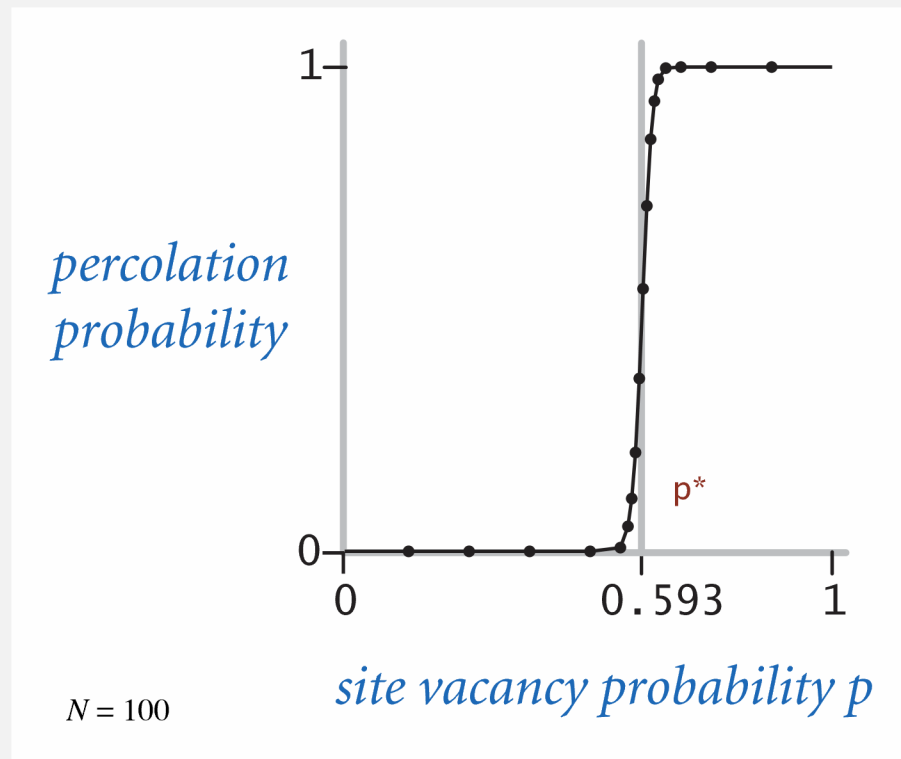 1
percolation
probability
p*
0
0
0.593
1
site vacancy probability p
N = 100